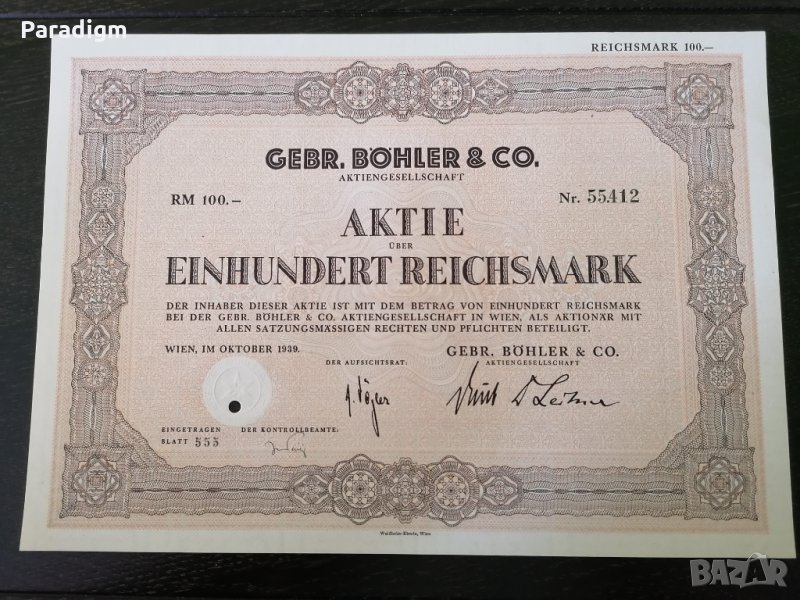 Paradigm
REICHSMARK 100.—
GEBR. BÖHLER & CO.
AKTIENGESELLSCHAFT
RM 100.— Nr. 55412
AKTIE
ÜBER
EINHUNDERT REICHSMARK
DER INHABER DIESER AKTIE IST MIT DEM BETRAG VON EINHUNDERT REICHSMARK
BEI DER GEBR. BÖHLER & CO. AKTIENGESELLSCHAFT IN WIEN, ALS AKTIONÄR MIT
ALLEN SATZUNGSMÄSSIGEN RECHTEN UND PFLICHTEN BETEILIGT.
WIEN, IM OKTOBER 1939.
DER AUFSICHTSRAT:
GEBR. BÖHLER & CO.
AKTIENGESELLSCHAFT
EINGETRAGEN DER KONTROLLBEAMTE:
BLATT 555
Wien
BAZAR